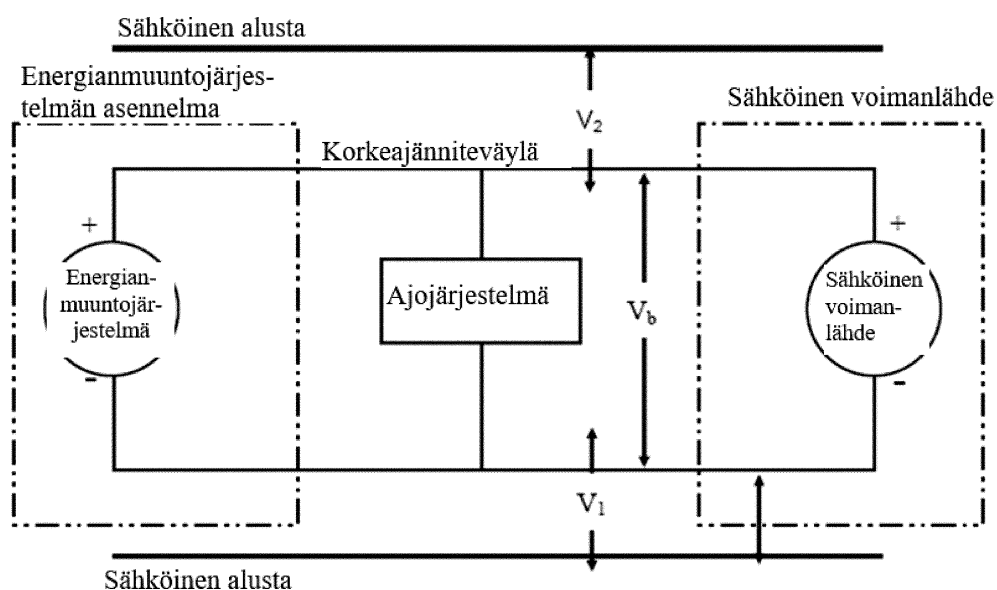 Sähköinen alusta
Energianmuuntojärjes-
telmän asennelma
V2
Sähköinen voimanlähde
Korkeajänniteväylä
+
Energian-
muuntojär-
jestelmä
-
Ajojärjestelmä
Vb
+
Sähköinen
voiman-
lähde
-
V1
Sähköinen alusta